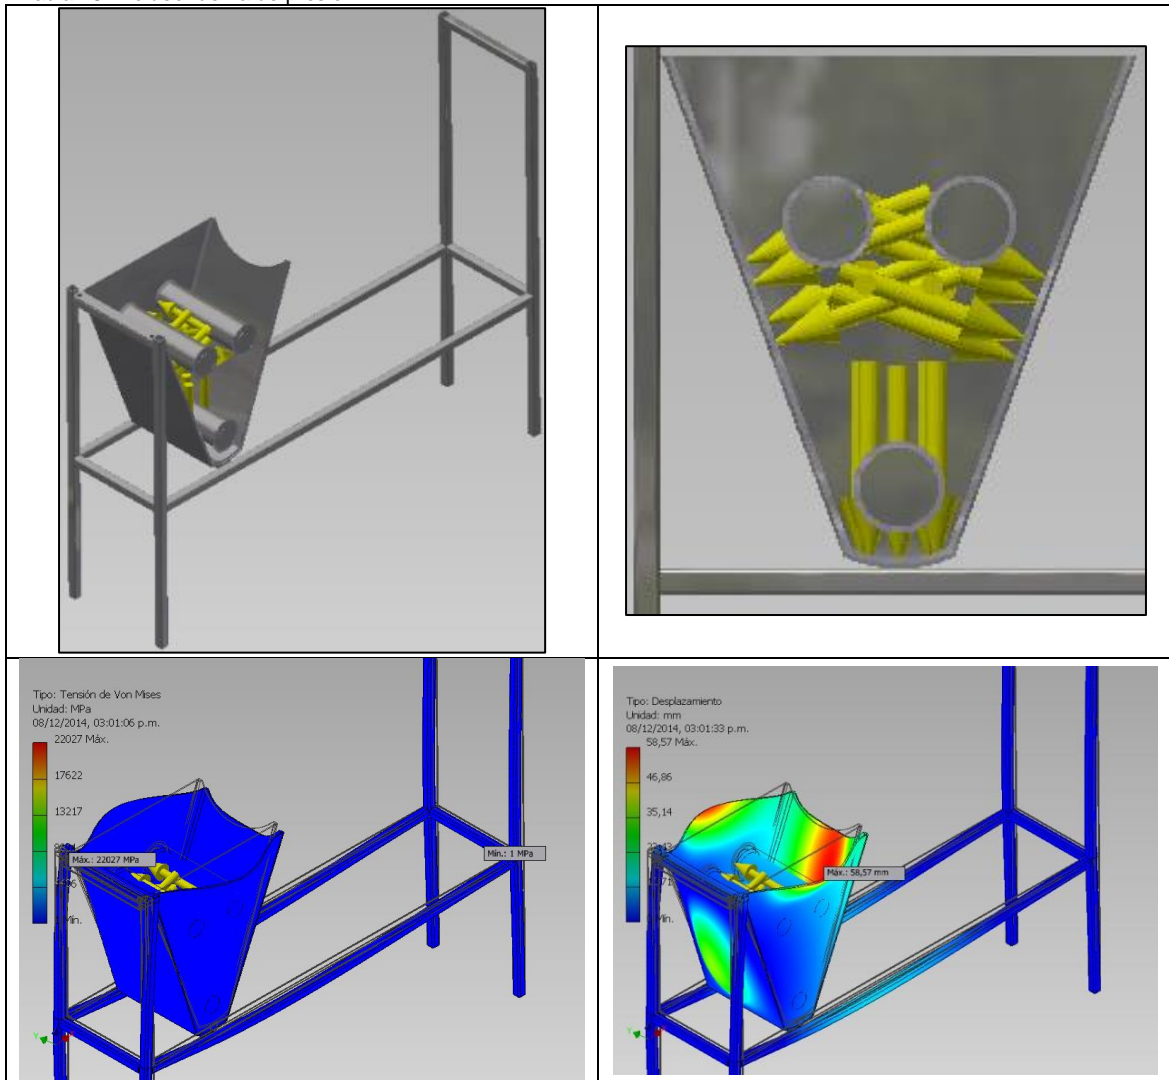 Tipo: Tensión de Von Mises
Unidad: MPa
08/12/2014, 03:01:06 p.m.
22027 Máx.
17622
13217
Máx.: 22027 MPa
Mín.: 1 MPa
Mín.
Tipo: Desplazamiento
Unidad: mm
08/12/2014, 03:01:33 p.m.
58,57 Máx.
46,86
35,14
Máx.: 58,57 mm
Mín.